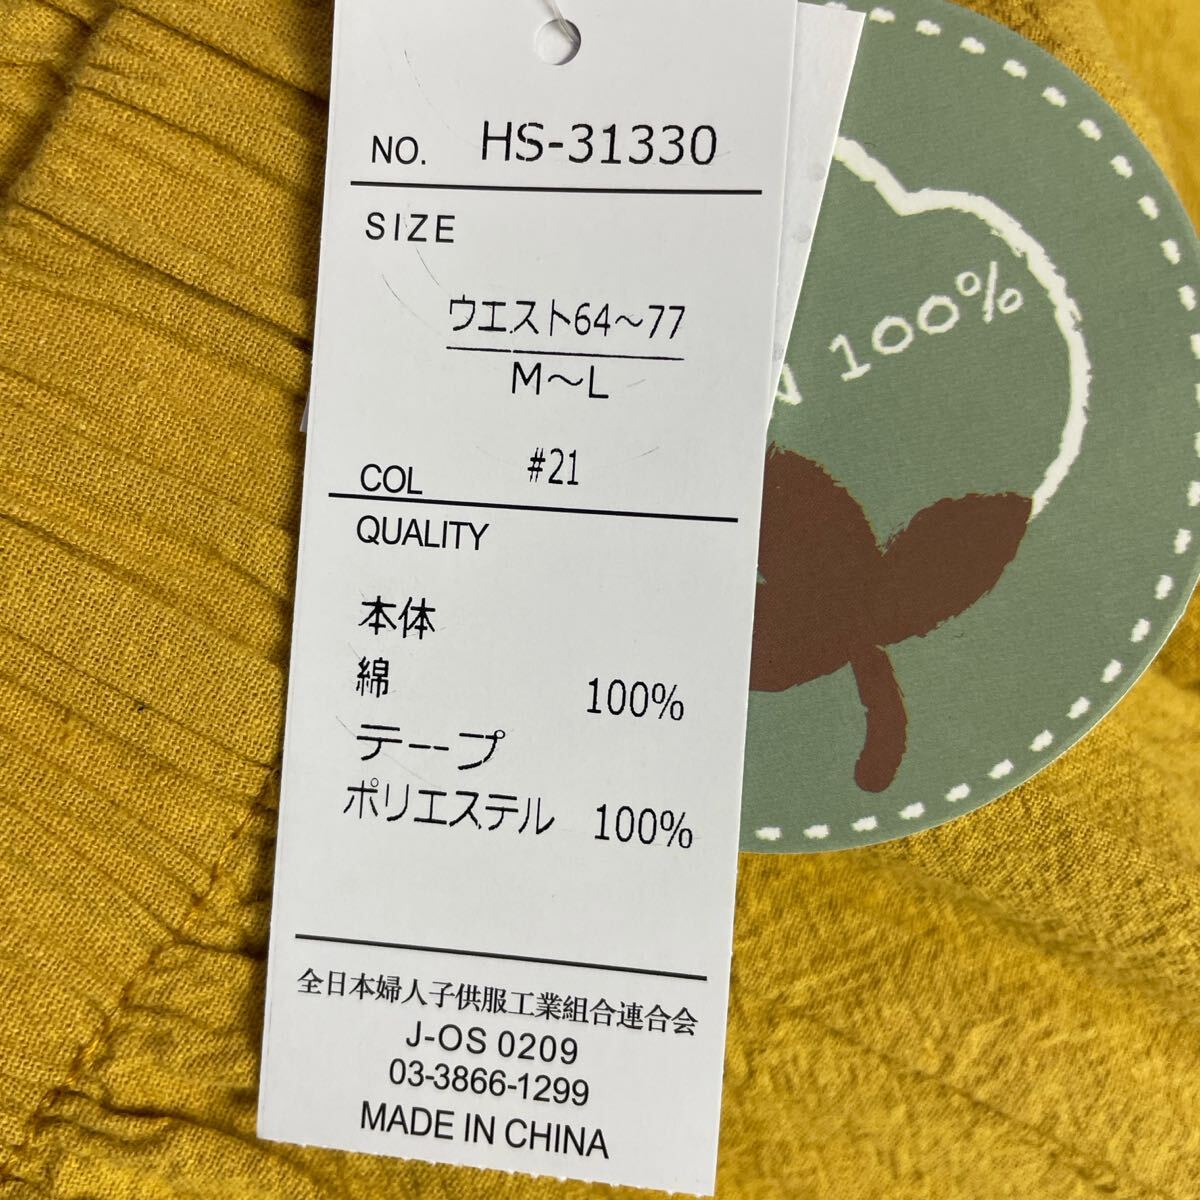 NO. HS-31330
SIZE
ウエスト64～77
M～L
COL #21
QUALITY
本体
綿 100%
テープ
ポリエステル 100%
全日本婦人子供服工業組合連合会
J-OS 0209
03-3866-1299
MADE IN CHINA
100%